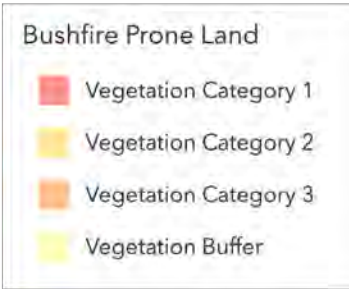 Bushfire Prone Land
Vegetation Category 1
Vegetation Category 2
Vegetation Category 3
Vegetation Buffer